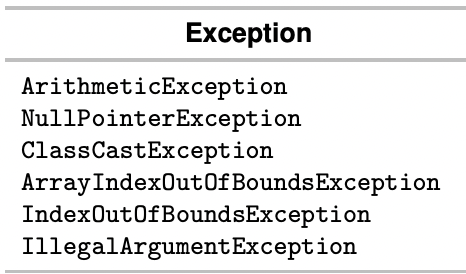 Exception
ArithmeticException
NullPointerException
ClassCastException
ArrayIndexOutOfBoundsException
IndexOutOfBoundsException
IllegalArgumentException